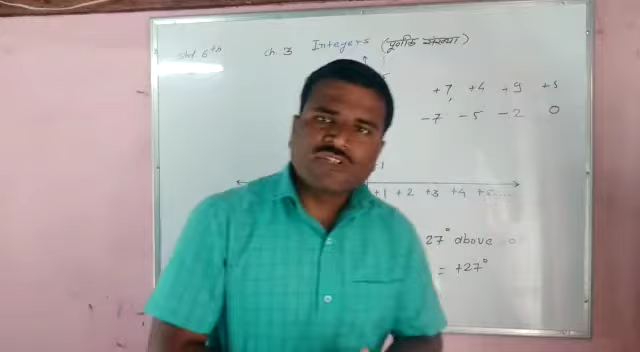 Std. 6th ch. 3 Integers (पूर्णांक संख्या)
+7, +4 +9 +5
-7 -5 -2 0
+1 +2 +3 +4 +5....
27° above 0
= +27°